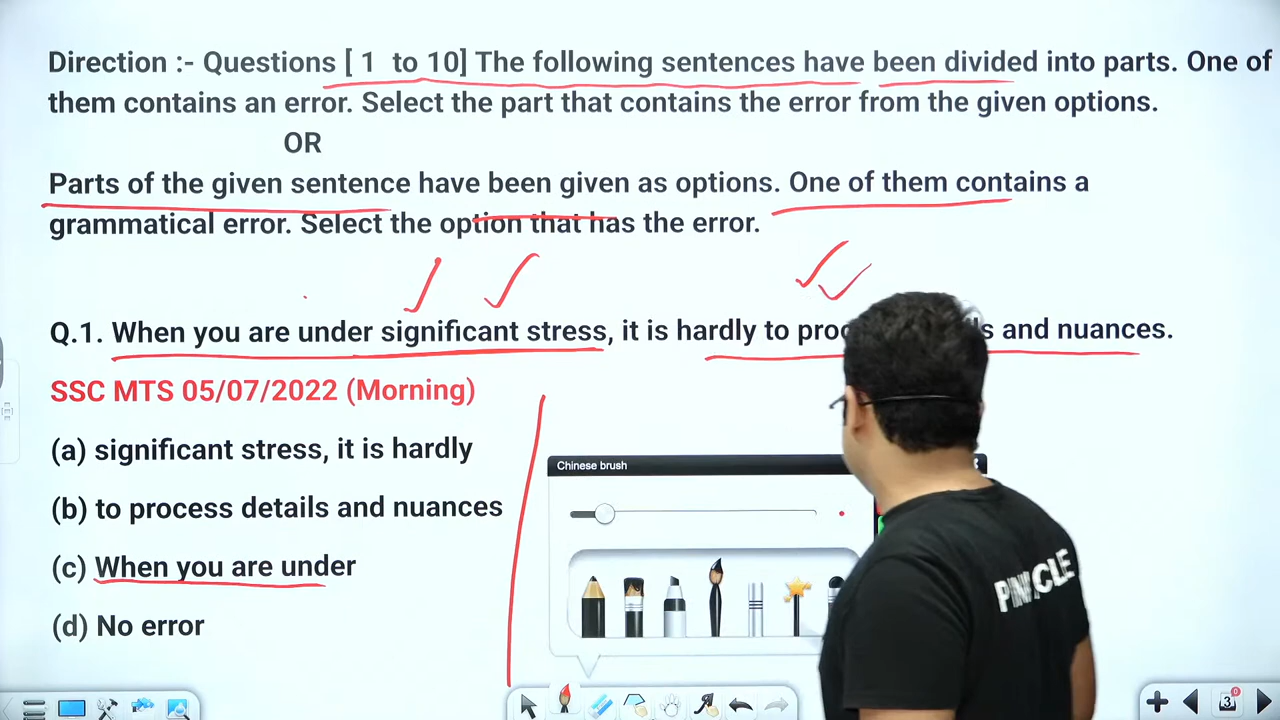 Direction :- Questions [ 1 to 10] The following sentences have been divided into parts. One of
them contains an error. Select the part that contains the error from the given options.
OR
Parts of the given sentence have been given as options. One of them contains a
grammatical error. Select the option that has the error.
Q.1. When you are under significant stress, it is hardly to and nuances.
SSC MTS 05/07/2022 (Morning)
(a) significant stress, it is hardly
Chinese brush
(b) to process details and nuances
(c) When you are under
(d) No error
3
0